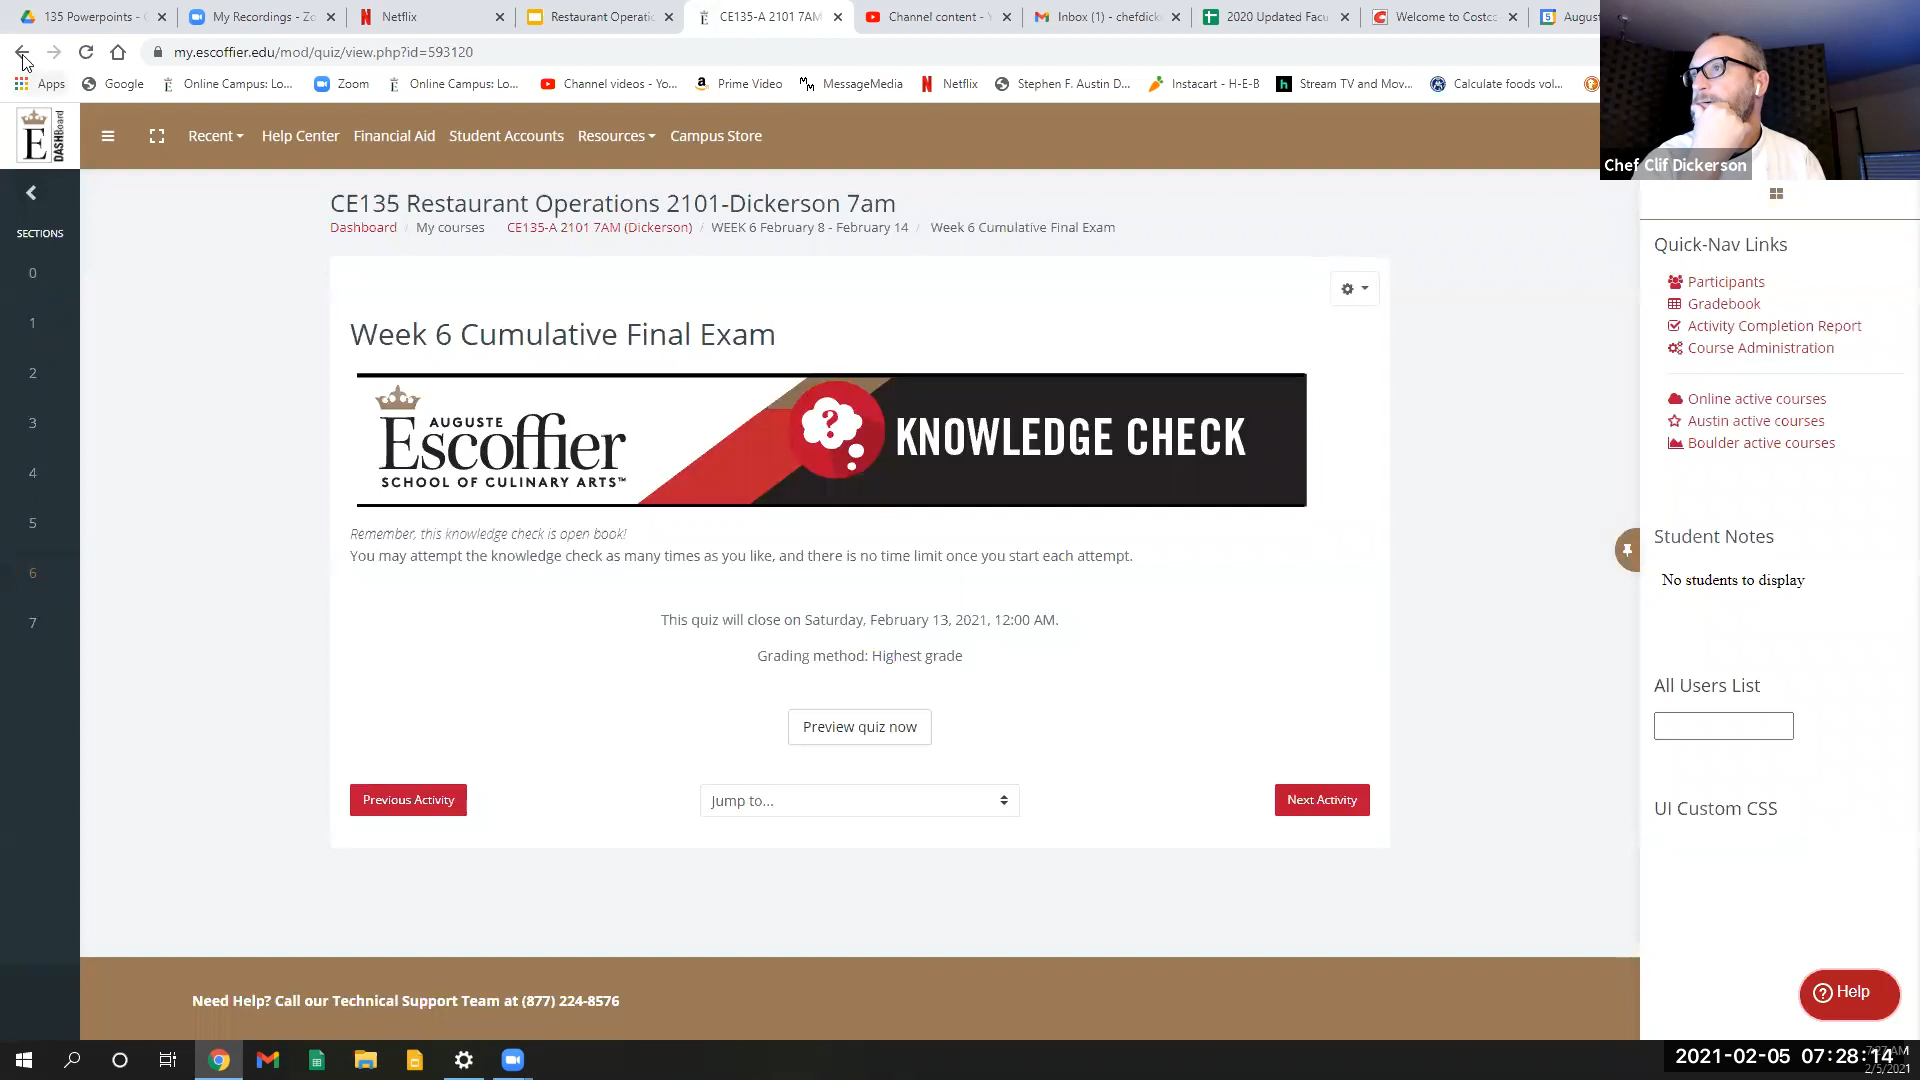 135 Powerpoints - G
My Recordings - Zo
Netflix
Restaurant Operatio
CE135-A 2101 7AM
Channel content - Y
Inbox (1) - chefdick
2020 Updated Facu
Welcome to Costco
August
my.escoffier.edu/mod/quiz/view.php?id=593120
Apps
Google
Online Campus: Lo...
Zoom
Online Campus: Lo...
Channel videos - Yo...
Prime Video
MessageMedia
Netflix
Stephen F. Austin D...
Instacart - H-E-B
Stream TV and Mov...
Calculate foods vol...
Chef Clif Dickerson
E DASHBoard
Recent
Help Center
Financial Aid
Student Accounts
Resources
Campus Store
SECTIONS
0
1
2
3
4
5
6
7
CE135 Restaurant Operations 2101-Dickerson 7am
Dashboard / My courses CE135-A 2101 7AM (Dickerson) / WEEK 6 February 8 - February 14 / Week 6 Cumulative Final Exam
Week 6 Cumulative Final Exam
AUGUSTE
Escoffier
SCHOOL OF CULINARY ARTS™
?
KNOWLEDGE CHECK
Remember, this knowledge check is open book!
You may attempt the knowledge check as many times as you like, and there is no time limit once you start each attempt.
This quiz will close on Saturday, February 13, 2021, 12:00 AM.
Grading method: Highest grade
Preview quiz now
Previous Activity
Jump to...
Next Activity
Quick-Nav Links
Participants
Gradebook
Activity Completion Report
Course Administration
Online active courses
Austin active courses
Boulder active courses
Student Notes
No students to display
All Users List
UI Custom CSS
Need Help? Call our Technical Support Team at (877) 224-8576
? Help
7:27 AM
2021-02-05 07:28:14
2/5/2021